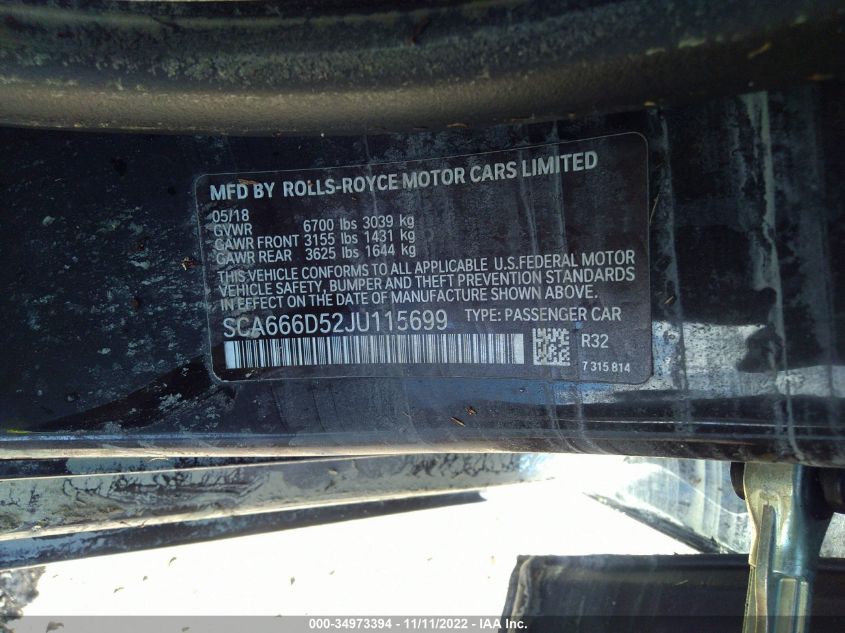 MFD BY ROLLS-ROYCE MOTOR CARS LIMITED
05/18
GVWR 6700 lbs 3039 kg
GAWR FRONT 3155 lbs 1431 kg
GAWR REAR 3625 lbs 1644 kg
THIS VEHICLE CONFORMS TO ALL APPLICABLE U.S.FEDERAL MOTOR
VEHICLE SAFETY, BUMPER AND THEFT PREVENTION STANDARDS
IN EFFECT ON THE DATE OF MANUFACTURE SHOWN ABOVE.
SCA666D52JU115699 TYPE: PASSENGER CAR
R32
7 315 814
000-34973394 - 11/11/2022 - IAA Inc.